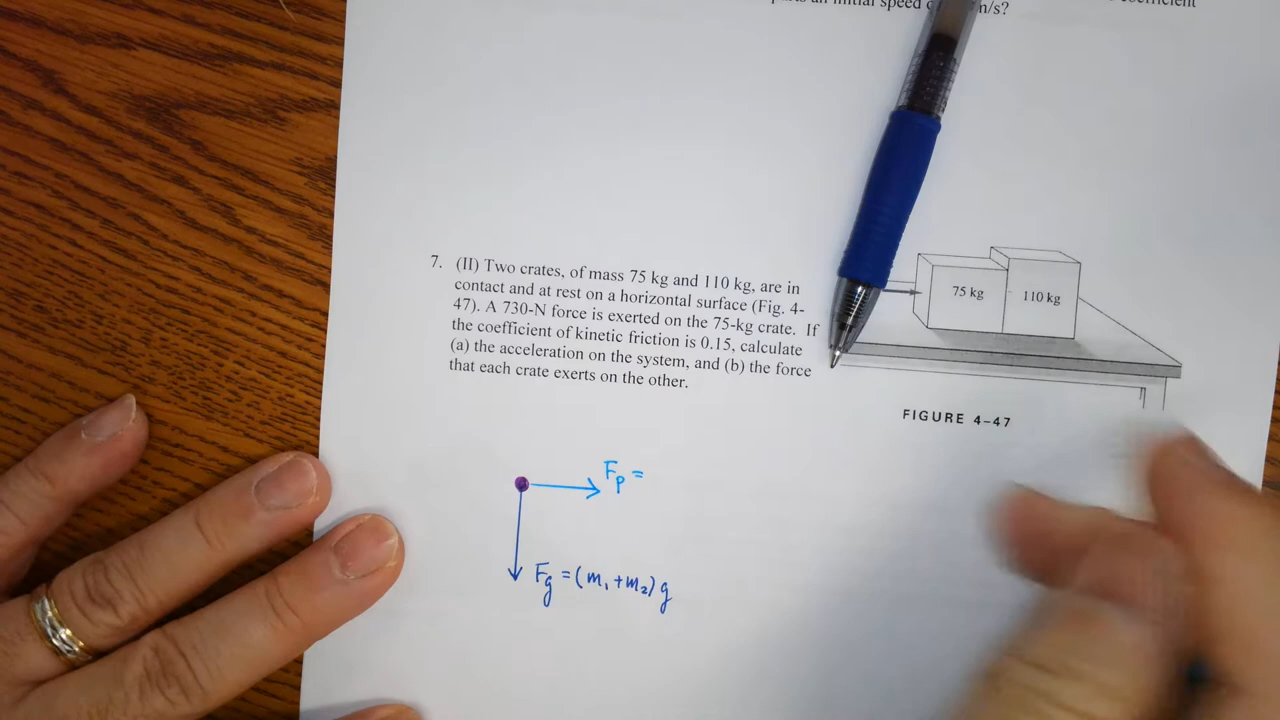 an initial speed
n/s?
7. (II) Two crates, of mass 75 kg and 110 kg, are in
contact and at rest on a horizontal surface (Fig. 4-
47). A 730-N force is exerted on the 75-kg crate. If
the coefficient of kinetic friction is 0.15, calculate
(a) the acceleration on the system, and (b) the force
that each crate exerts on the other.
75 kg
110 kg
FIGURE 4–47
Fp =
Fg = (m₁+m₂)g